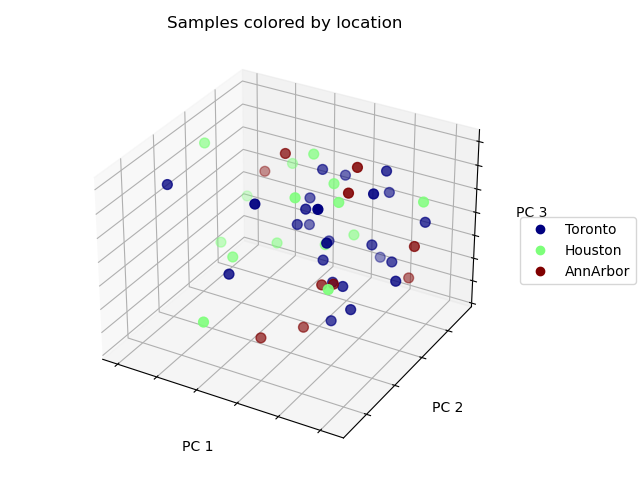 Samples colored by location
PC 3
Toronto
Houston
AnnArbor
PC 2
PC 1